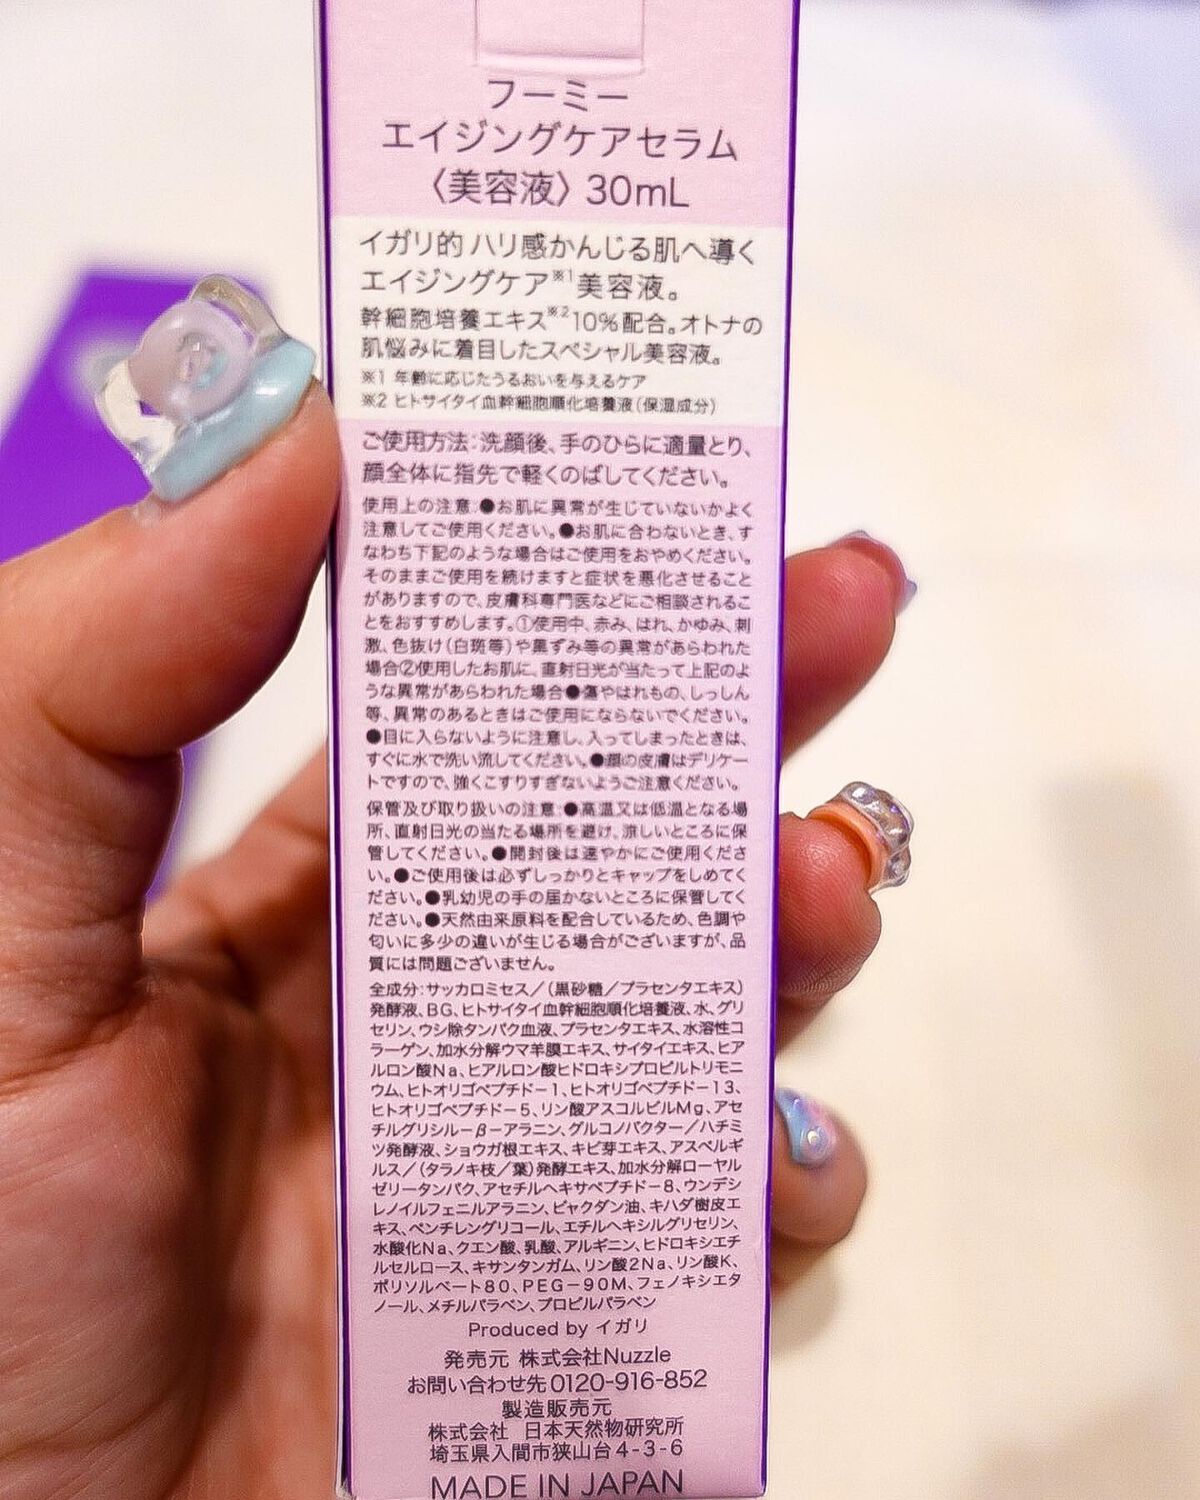 フーミー
エイジングケアセラム
〈美容液〉30mL
イガリ的 ハリ感かんじる肌へ導く
エイジングケア※1美容液。
幹細胞培養エキス※2 10%配合。オトナの
肌悩みに着目したスペシャル美容液。
※1 年齢に応じたうるおいを与えるケア
※2 ヒトサイタイ血幹細胞順化培養液(保湿成分)
ご使用方法:洗顔後、手のひらに適量とり、
顔全体に指先で軽くのばしてください。
使用上の注意:●お肌に異常が生じていないかよく
注意してご使用ください。●お肌に合わないとき、す
なわち下記のような場合はご使用をおやめください。
そのままご使用を続けますと症状を悪化させること
がありますので、皮膚科専門医などにご相談されるこ
とをおすすめします。①使用中、赤み、はれ、かゆみ、刺
激、色抜け(白斑等)や黒ずみ等の異常があらわれた
場合②使用したお肌に、直射日光が当たって上記のよ
うな異常があらわれた場合●傷やはれもの、しっしん
等、異常のあるときはご使用にならないでください。
●目に入らないように注意し、入ってしまったときは、
すぐに水で洗い流してください。●顔の皮膚はデリケー
トですので、強くこすりすぎないようご注意ください。
保管及び取り扱いの注意:●高温又は低温となる場
所、直射日光の当たる場所を避け、涼しいところに保
管してください。●開封後は速やかにご使用くださ
い。●ご使用後は必ずしっかりとキャップをしめてく
ださい。●乳幼児の手の届かないところに保管してく
ださい。●天然由来原料を配合しているため、色調や
匂いに多少の違いが生じる場合がございますが、品
質には問題ございません。
全成分:サッカロミセス/(黒砂糖/プラセンタエキス)
発酵液、BG、ヒトサイタイ血幹細胞順化培養液、水、グリ
セリン、ウシ除タンパク血液、プラセンタエキス、水溶性コ
ラーゲン、加水分解ウマ羊膜エキス、サイタイエキス、ヒア
ルロン酸Na、ヒアルロン酸ヒドロキシプロピルトリモニ
ウム、ヒトオリゴペプチド-1、ヒトオリゴペプチド-13、
ヒトオリゴペプチド-5、リン酸アスコルビルMg、アセ
チルグリシル-β-アラニン、グルコノバクター/ハチミ
ツ発酵液、ショウガ根エキス、キビ芽エキス、アスペルギ
ルス/(タラノキ枝/葉)発酵エキス、加水分解ローヤル
ゼリータンパク、アセチルヘキサペプチド-8、ウンデシ
レノイルフェニルアラニン、ビャクダン油、キハダ樹皮エ
キス、ペンチレングリコール、エチルヘキシルグリセリン、
水酸化Na、クエン酸、乳酸、アルギニン、ヒドロキシエチ
ルセルロース、キサンタンガム、リン酸2Na、リン酸K、
ポリソルベート80、PEG-90M、フェノキシエタ
ノール、メチルパラベン、プロピルパラベン
Produced by イガリ
発売元 株式会社Nuzzle
お問い合わせ先 0120-916-852
製造販売元
株式会社 日本天然物研究所
埼玉県入間市狭山台4-3-6
MADE IN JAPAN